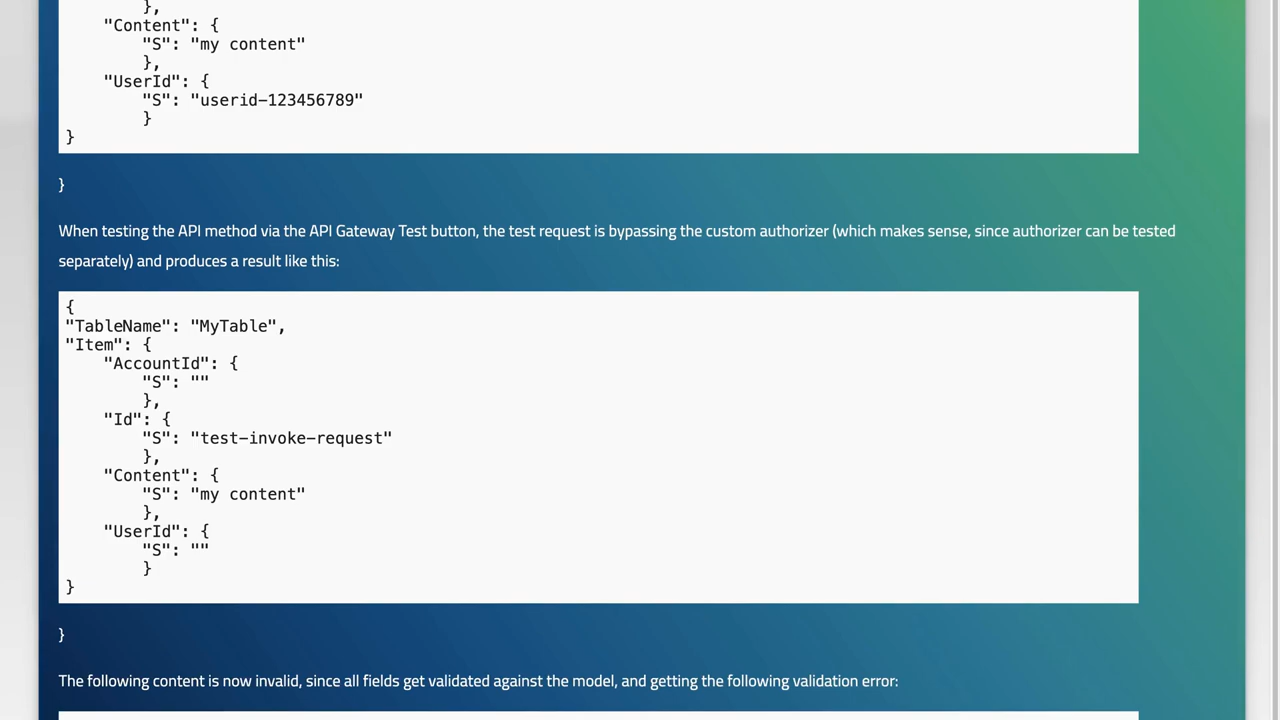 },
"Content": {
"S": "my content"
},
"UserId": {
"S": "userid-123456789"
}
}
}
When testing the API method via the API Gateway Test button, the test request is bypassing the custom authorizer (which makes sense, since authorizer can be tested
separately) and produces a result like this:
{
"TableName": "MyTable",
"Item": {
"AccountId": {
"S": ""
},
"Id": {
"S": "test-invoke-request"
},
"Content": {
"S": "my content"
},
"UserId": {
"S": ""
}
}
}
The following content is now invalid, since all fields get validated against the model, and getting the following validation error: